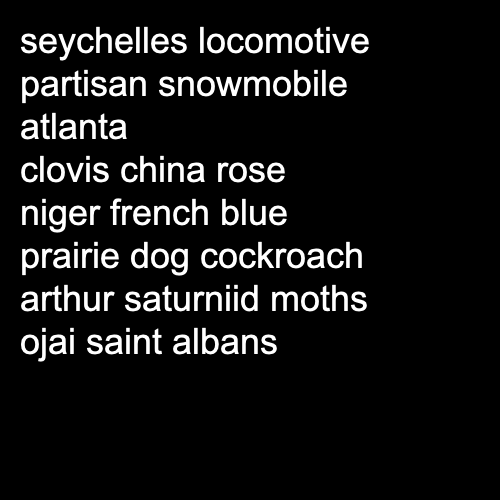 seychelles locomotive
partisan snowmobile
atlanta
clovis china rose
niger french blue
prairie dog cockroach
arthur saturniid moths
ojai saint albans